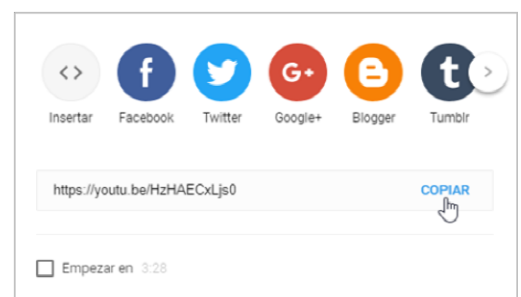 Insertar Facebook Twitter Google+ Blogger Tumblr
https://youtu.be/HzHAECxLjs0 COPIAR
Empezar en 3:28